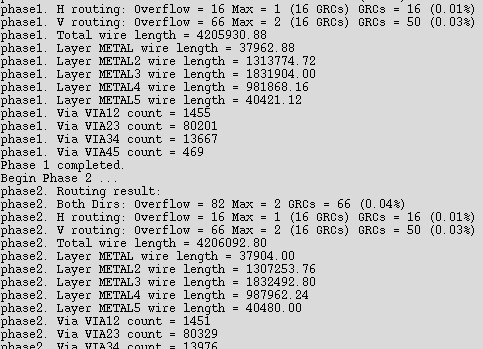 phase1. H routing: Overflow = 16 Max = 1 (16 GRCs) GRCs = 16 (0.01%)
phase1. V routing: Overflow = 66 Max = 2 (16 GRCs) GRCs = 50 (0.03%)
phase1. Total wire length = 4205930.88
phase1. Layer METAL wire length = 37962.88
phase1. Layer METAL2 wire length = 1313774.72
phase1. Layer METAL3 wire length = 1831904.00
phase1. Layer METAL4 wire length = 981868.16
phase1. Layer METAL5 wire length = 40421.12
phase1. Via VIA12 count = 1455
phase1. Via VIA23 count = 80201
phase1. Via VIA34 count = 13667
phase1. Via VIA45 count = 469
Phase 1 completed.
Begin Phase 2 ...
phase2. Routing result:
phase2. Both Dirs: Overflow = 82 Max = 2 GRCs = 66 (0.04%)
phase2. H routing: Overflow = 16 Max = 1 (16 GRCs) GRCs = 16 (0.01%)
phase2. V routing: Overflow = 66 Max = 2 (16 GRCs) GRCs = 50 (0.03%)
phase2. Total wire length = 4206092.80
phase2. Layer METAL wire length = 37904.00
phase2. Layer METAL2 wire length = 1307253.76
phase2. Layer METAL3 wire length = 1832492.80
phase2. Layer METAL4 wire length = 987962.24
phase2. Layer METAL5 wire length = 40480.00
phase2. Via VIA12 count = 1451
phase2. Via VIA23 count = 80329
phase2. Via VIA34 count = 13976